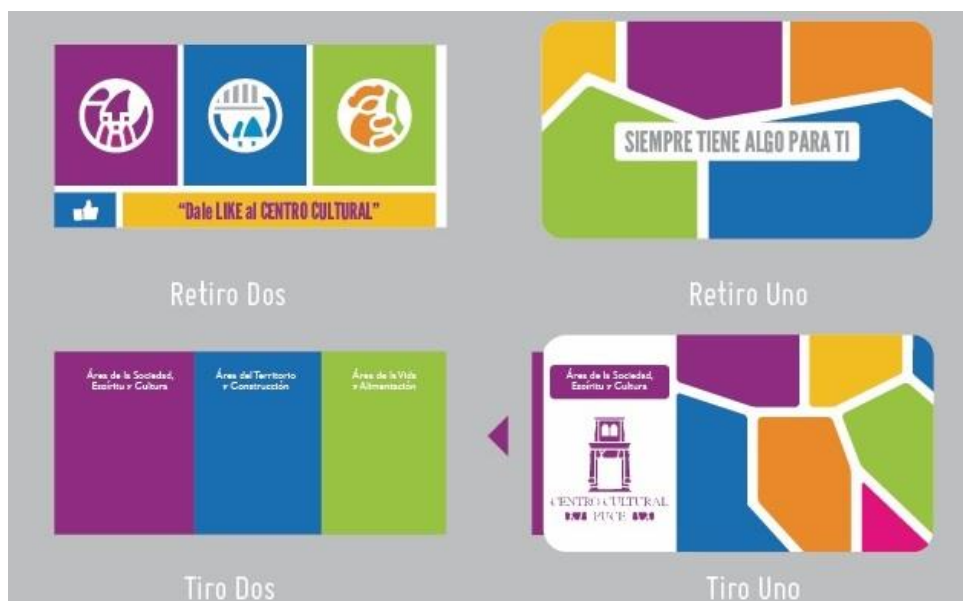 “Dale LIKE al CENTRO CULTURAL”
SIEMPRE TIENE ALGO PARA TI
Retiro Dos
Retiro Uno
Área de la Sociedad,
Espíritu y Cultura
Área del Territorio
y Construcción
Área de la Vida
y Alimentación
Área de la Sociedad,
Espíritu y Cultura
CENTRO CULTURAL
PUCE
Tiro Dos
Tiro Uno